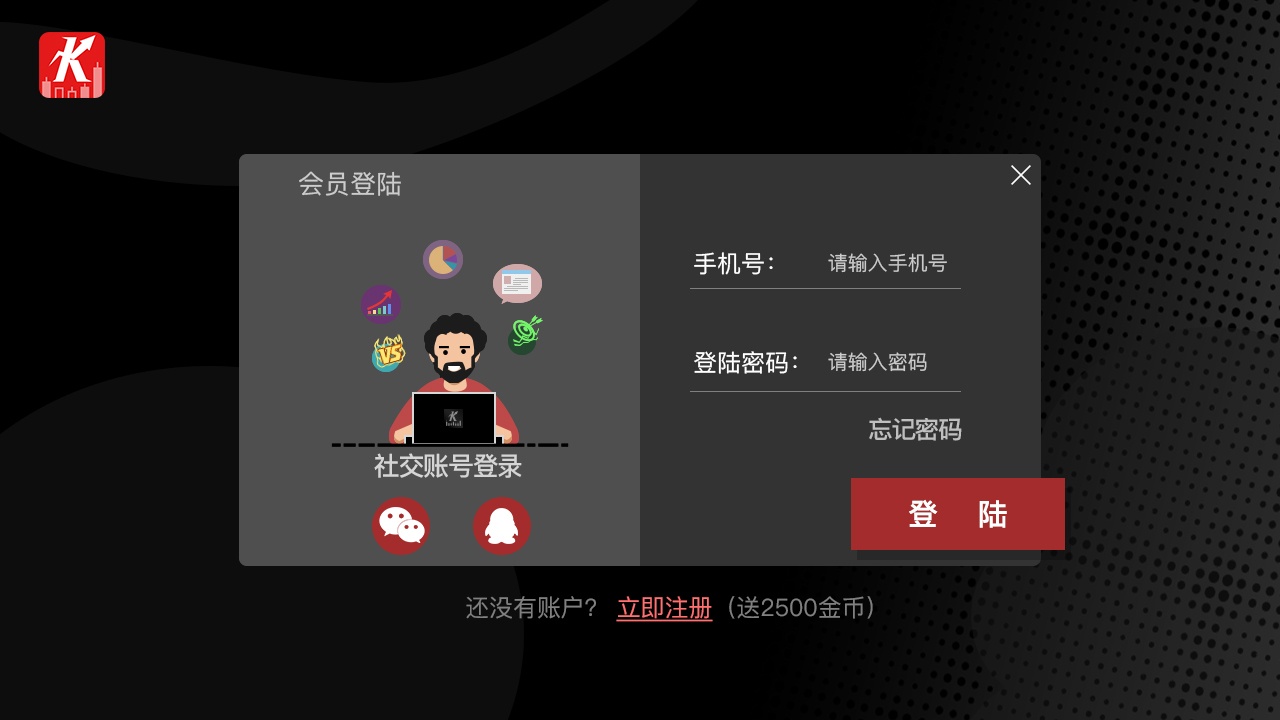 K
会员登陆
手机号：
请输入手机号
VS
登陆密码：
请输入密码
K
忘记密码
社交账号登录
登 陆
还没有账户？ 立即注册（送2500金币）